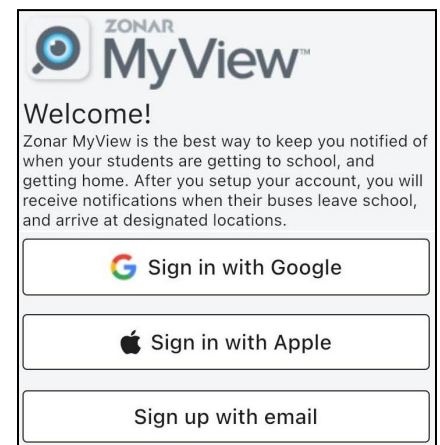 ZONAR
MyView™
Welcome!
Zonar MyView is the best way to keep you notified of
when your students are getting to school, and
getting home. After you setup your account, you will
receive notifications when their buses leave school,
and arrive at designated locations.
Sign in with Google
Sign in with Apple
Sign up with email